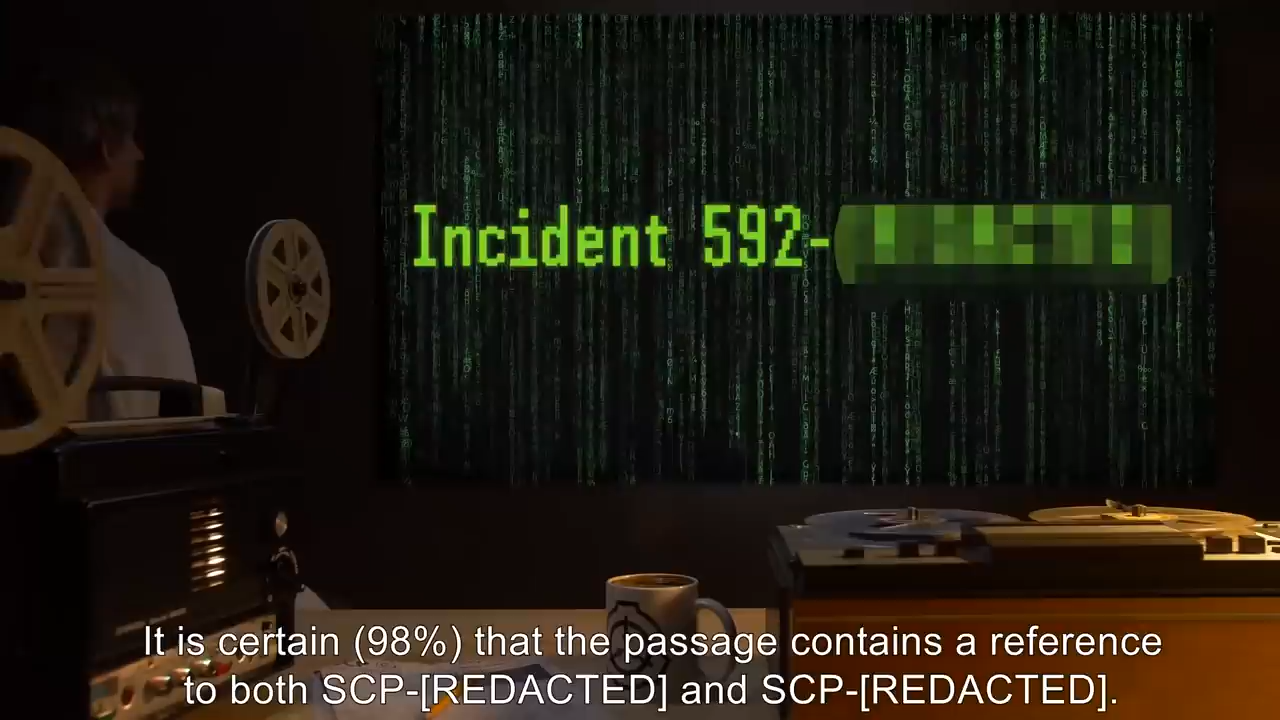 Incident 592-
It is certain (98%) that the passage contains a reference
to both SCP-[REDACTED] and SCP-[REDACTED].